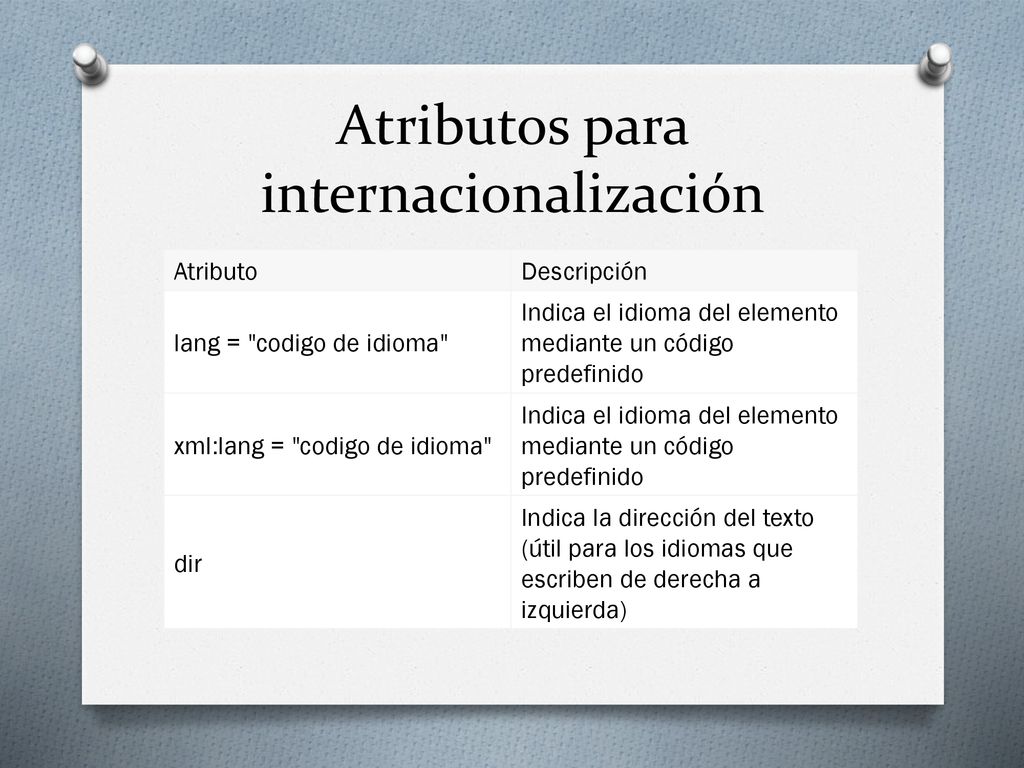 Atributos para
internacionalización
Atributo
Descripción
lang = "codigo de idioma"
Indica el idioma del elemento
mediante un código
predefinido
xml:lang = "codigo de idioma"
Indica el idioma del elemento
mediante un código
predefinido
dir
Indica la dirección del texto
(útil para los idiomas que
escriben de derecha a
izquierda)